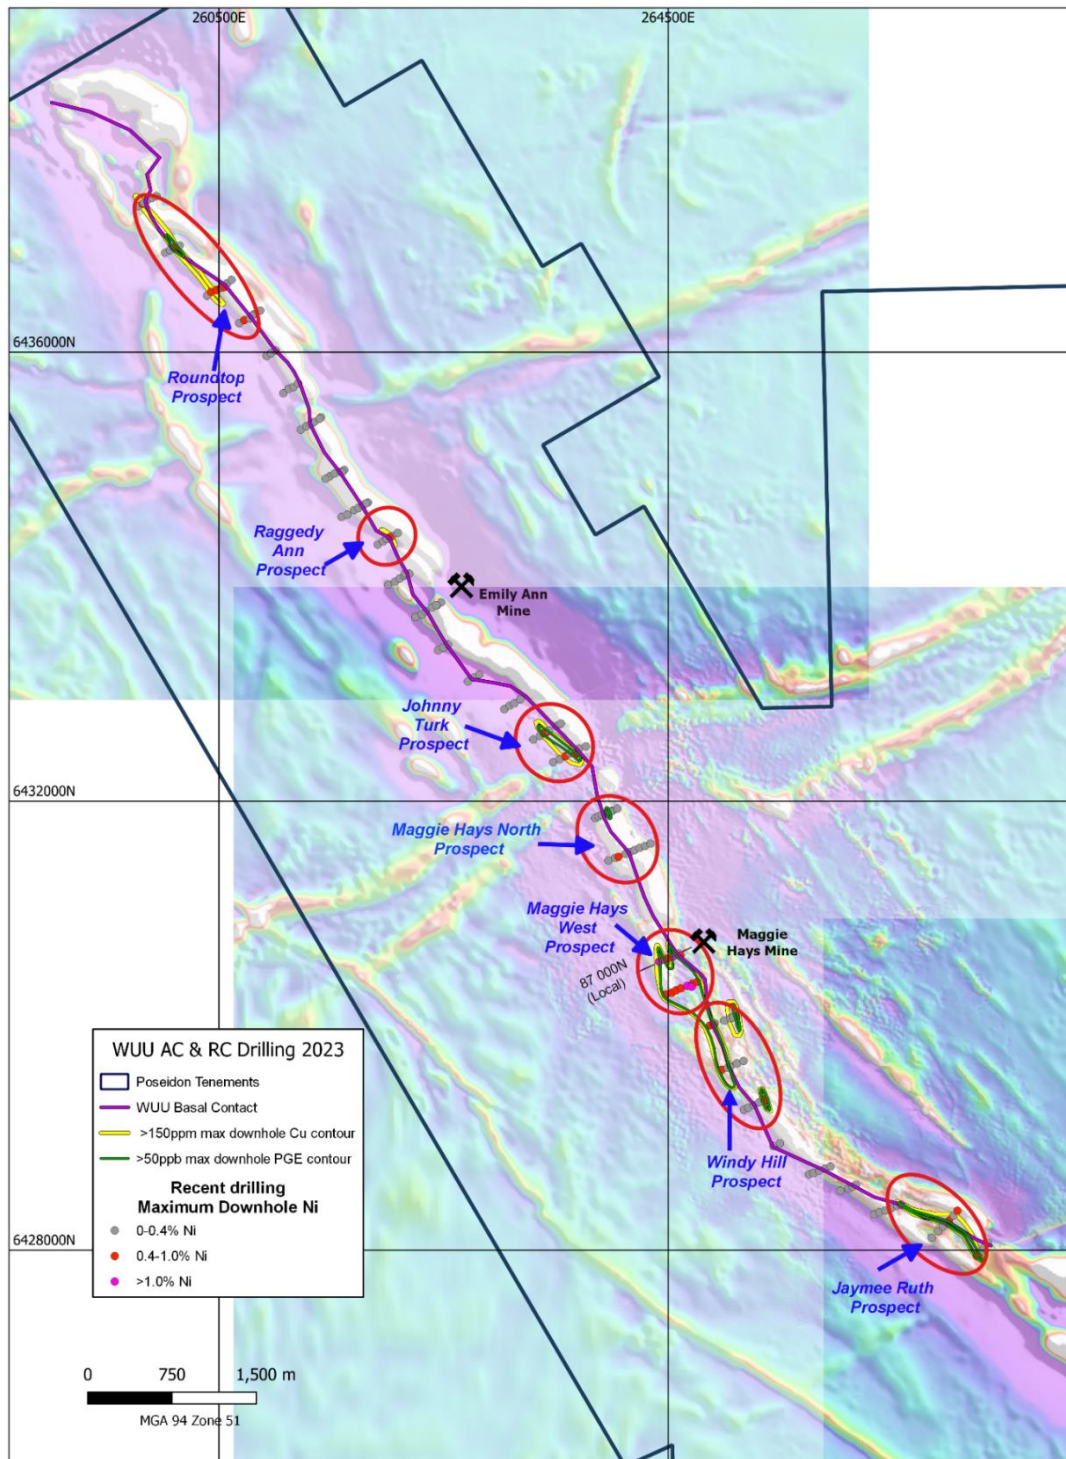 260500E
264500E
6436000N
Roundtop
Prospect
Raggedy
Ann
Prospect
Emily Ann
Mine
Johnny
Turk
Prospect
6432000N
Maggie Hays North
Prospect
Maggie Hays
West
Prospect
Maggie
Hays Mine
87 000N
(Local)
WUU AC & RC Drilling 2023
Poseidon Tenements
WUU Basal Contact
>150ppm max downhole Cu contour
>50ppb max downhole PGE contour
Recent drilling
Maximum Downhole Ni
0-0.4% Ni
0.4-1.0% Ni
>1.0% Ni
Windy Hill
Prospect
6428000N
Jaymee Ruth
Prospect
0 750 1,500 m
MGA 94 Zone 51